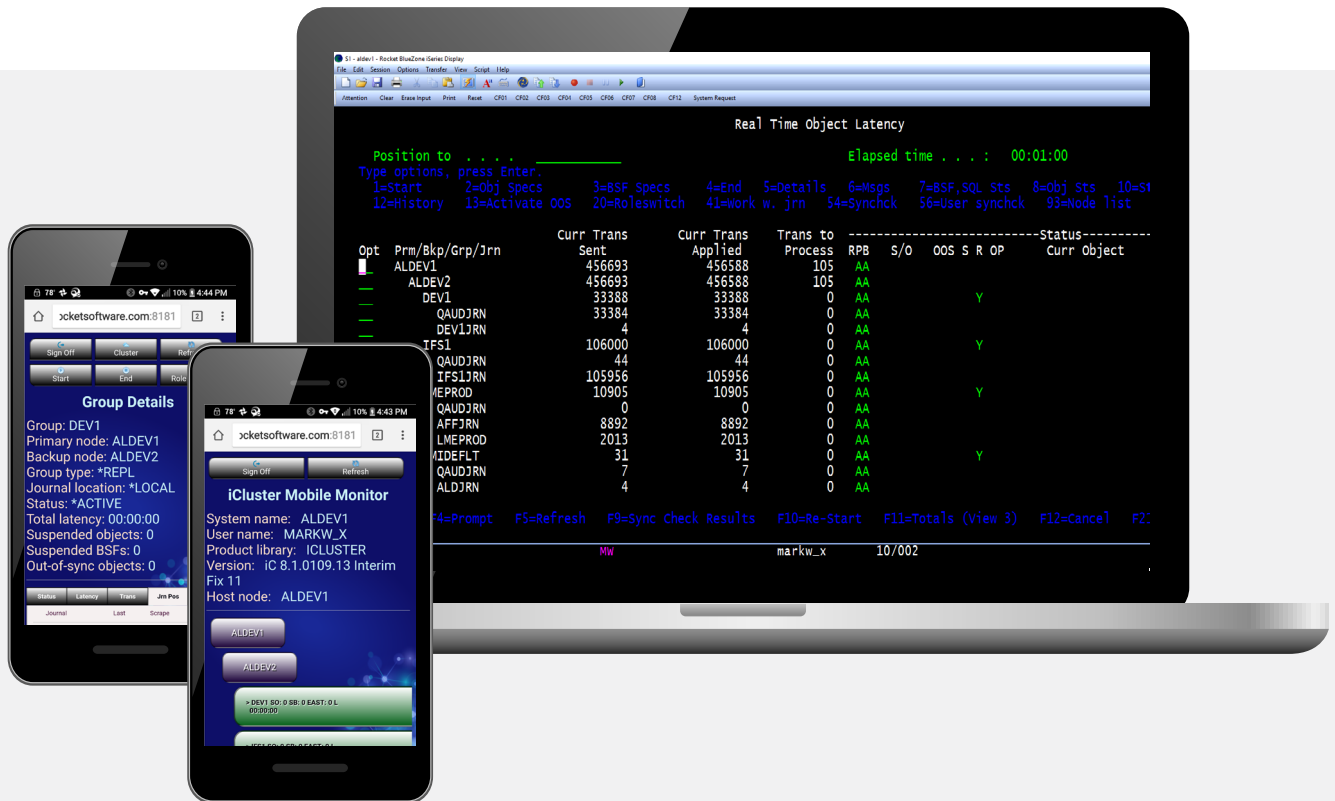 S1 - aldev1 - Rocket BlueZone iSeries Display
File Edit Session Options Transfer View Script Help
Attention Clear Erase Input Print Reset CF01 CF02 CF03 CF04 CF05 CF06 CF07 CF08 CF12 System Request
Real Time Object Latency
Position to . . . . Elapsed time . . . : 00:01:00
Type options, press Enter.
1=Start 2=Obj Specs 3=BSF Specs 4=End 5=Details 6=Msgs 7=BSF,SQL Sts 8=Obj Sts 10=St
12=History 13=Activate OOS 20=Roleswitch 41=Work w. jrn 54=Synchck 56=User synchck 93=Node list
Curr Trans Curr Trans Trans to --------------------------Status----------
Opt Prm/Bkp/Grp/Jrn Sent Applied Process RPB S/O OOS S R OP Curr Object
ALDEV1 456693 456588 105 AA
ALDEV2 456693 456588 105 AA
DEV1 33388 33388 0 AA Y
QAUDJRN 33384 33384 0 AA
DEV1JRN 4 4 0 AA
IFS1 106000 106000 0 AA Y
QAUDJRN 44 44 0 AA
IFS1JRN 105956 105956 0 AA
MEPROD 10905 10905 0 AA Y
QAUDJRN 0 0 0 AA
AFFJRN 8892 8892 0 AA
LMEPROD 2013 2013 0 AA
MIDEFLT 31 31 0 AA Y
QAUDJRN 7 7 0 AA
ALDJRN 4 4 0 AA
F4=Prompt F5=Refresh F9=Sync Check Results F10=Re-Start F11=Totals (View 3) F12=Cancel
MW markw_x 10/002
78° 10% 4:44 PM
ocketsoftware.com:8181 2
Sign Off Cluster Refr
Start End Role
Group Details
Group: DEV1
Primary node: ALDEV1
Backup node: ALDEV2
Group type: *REPL
Journal location: *LOCAL
Status: *ACTIVE
Total latency: 00:00:00
Suspended objects: 0
Suspended BSFs: 0
Out-of-sync objects: 0
Status Latency Trans Jrn Pos
Journal Last Scrape
78° 10% 4:43 PM
ocketsoftware.com:8181 2
Sign Off Refresh
iCluster Mobile Monitor
System name: ALDEV1
User name: MARKW_X
Product library: ICLUSTER
Version: iC 8.1.0109.13 Interim
Fix 11
Host node: ALDEV1
ALDEV1
ALDEV2
> DEV1 SO: 0 SB: 0 EAST: 0 L
00:00:00